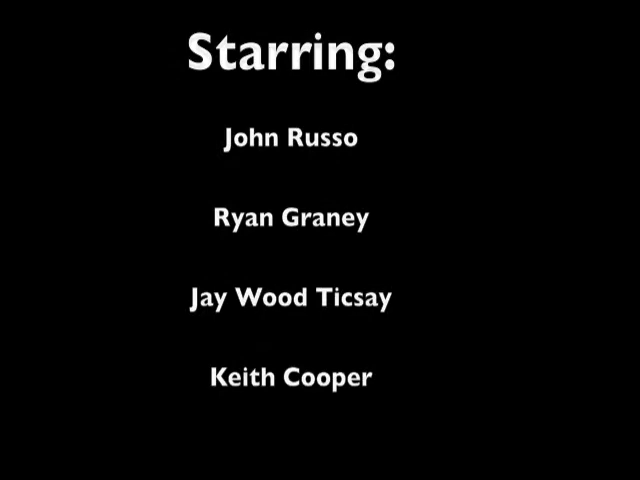 Starring:
John Russo
Ryan Graney
Jay Wood Ticsay
Keith Cooper